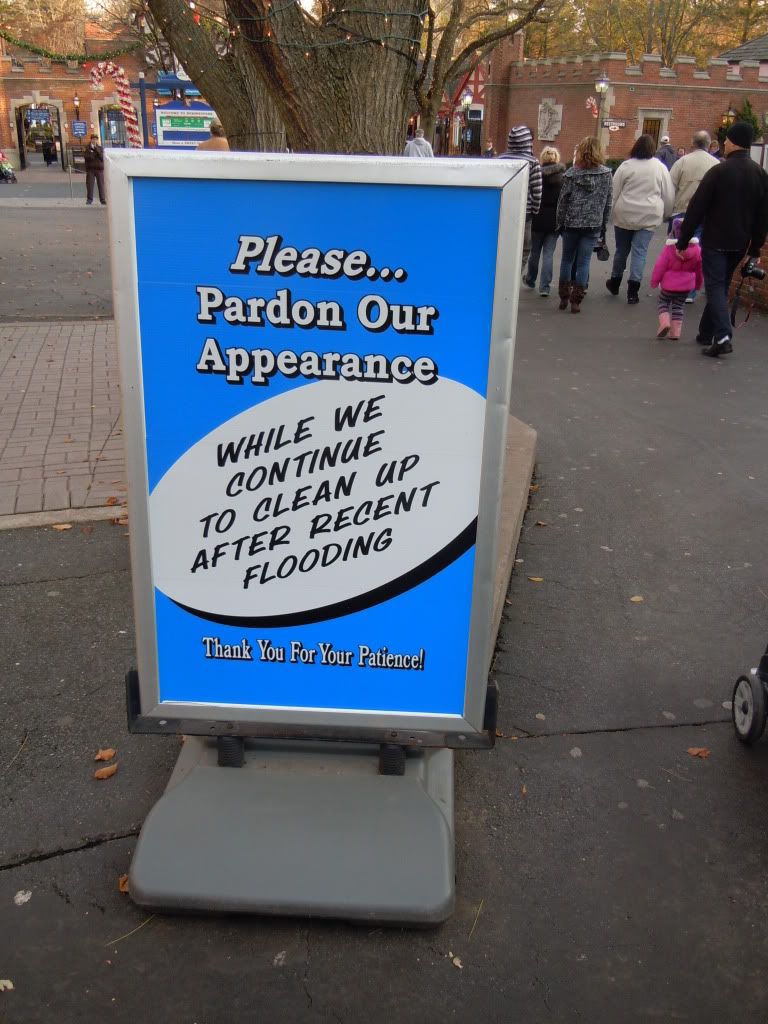 Please...
Pardon Our
Appearance
WHILE WE
CONTINUE
TO CLEAN UP
AFTER RECENT
FLOODING
Thank You For Your Patience!